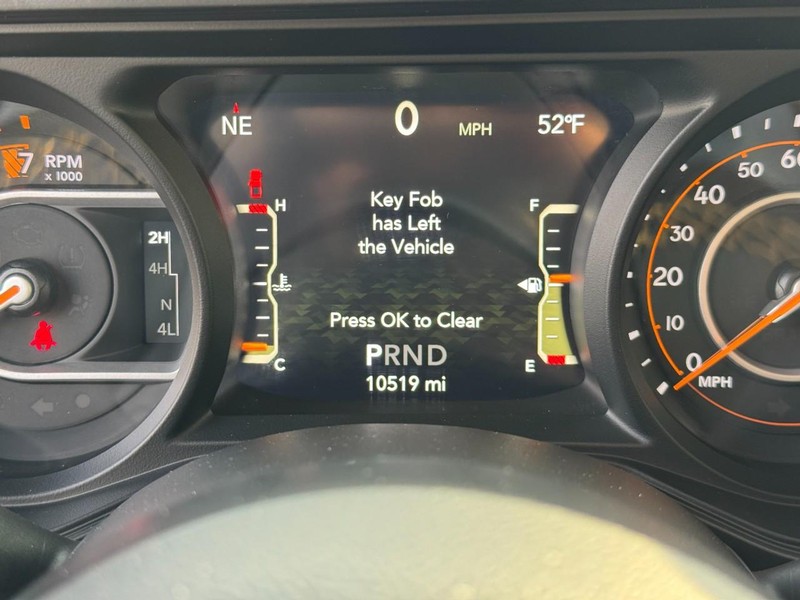 7 RPM
x 1000
2H
4H
N
4L
NE
0 MPH
52°F
H
C
Key Fob
has Left
the Vehicle
Press OK to Clear
PRND
10519 mi
F
E
60
50
40
30
20
10
0
MPH